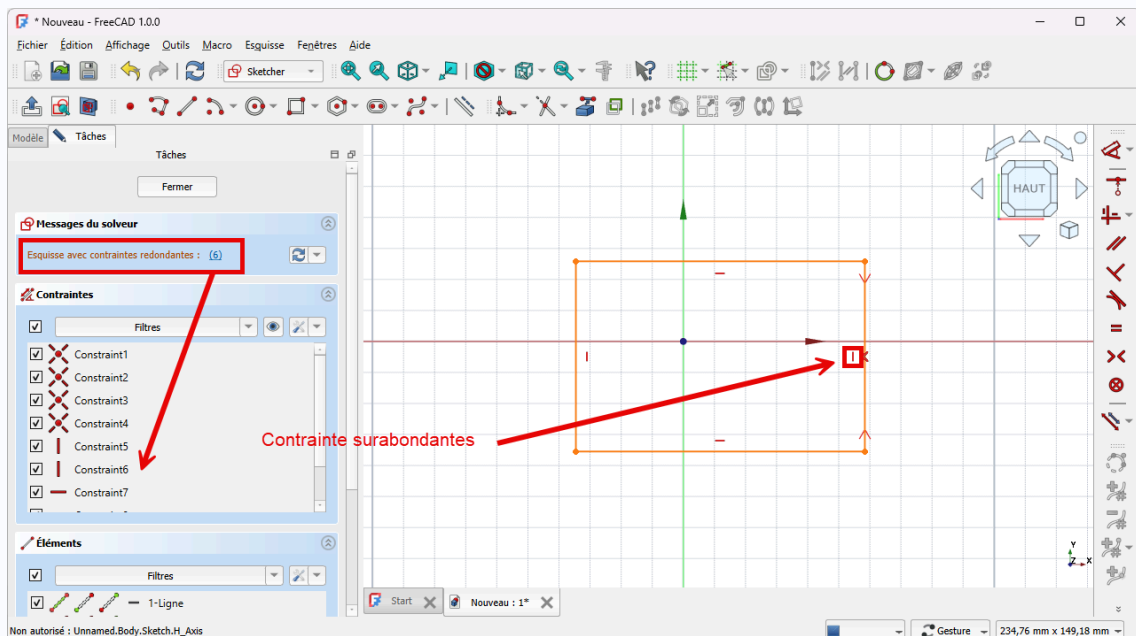 * Nouveau - FreeCAD 1.0.0
Fichier Édition Affichage Outils Macro Esquisse Fenêtres Aide
Sketcher
Modèle Tâches
Tâches
Fermer
HAUT
Messages du solveur
Esquisse avec contraintes redondantes : (6)
Contraintes
Filtres
Constraint1
Constraint2
Constraint3
Constraint4
Constraint5
Constraint6
Constraint7
Contrainte surabondantes
Éléments
Filtres
1-Ligne
Y
Z X
Start Nouveau : 1*
Non autorisé : Unnamed.Body.Sketch.H_Axis
Gesture 234,76 mm x 149,18 mm